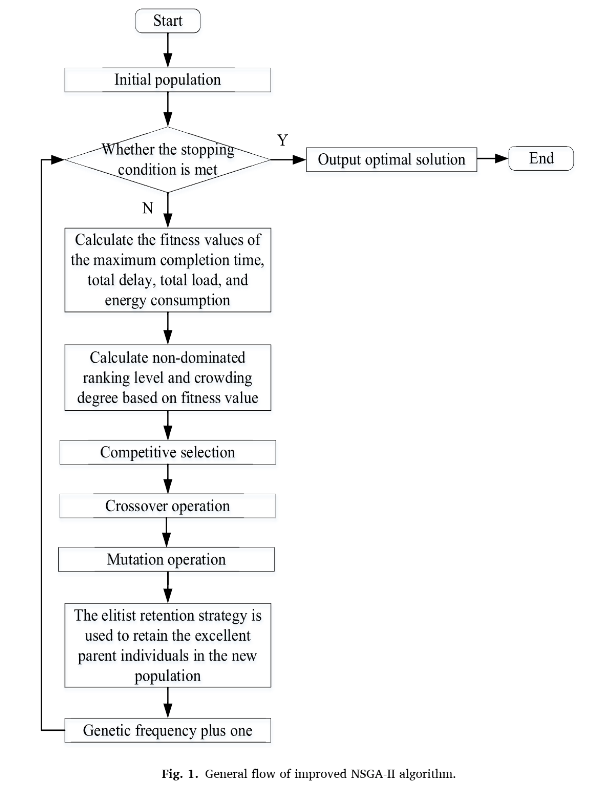 Start
Initial population
Whether the stopping
condition is met
Y
Output optimal solution
End
N
Calculate the fitness values of
the maximum completion time,
total delay, total load, and
energy consumption
Calculate non-dominated
ranking level and crowding
degree based on fitness value
Competitive selection
Crossover operation
Mutation operation
The elitist retention strategy is
used to retain the excellent
parent individuals in the new
population
Genetic frequency plus one
Fig. 1. General flow of improved NSGA II algorithm.